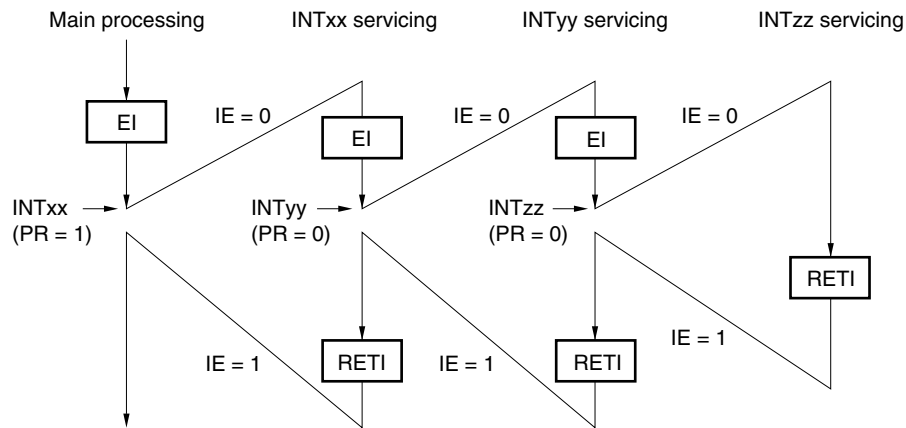 Main processing
INTxx servicing
INTyy servicing
INTzz servicing
EI
IE = 0
EI
IE = 0
EI
IE = 0
INTxx
(PR = 1)
INTyy
(PR = 0)
INTzz
(PR = 0)
RETI
IE = 1
RETI
IE = 1
RETI
IE = 1